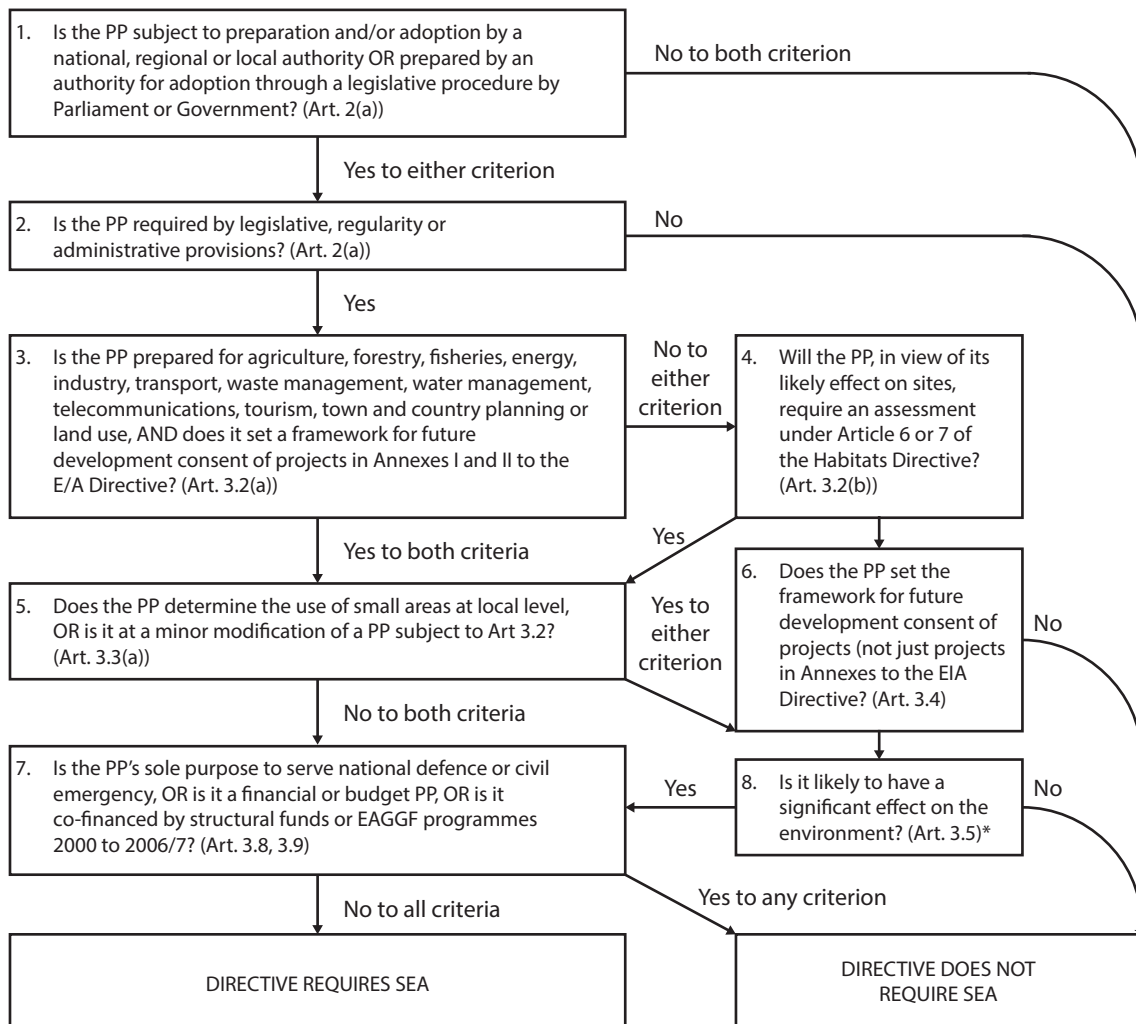 1. Is the PP subject to preparation and/or adoption by a
national, regional or local authority OR prepared by an
authority for adoption through a legislative procedure by
Parliament or Government? (Art. 2(a))
No to both criterion
Yes to either criterion
2. Is the PP required by legislative, regularity or
administrative provisions? (Art. 2(a))
No
Yes
3. Is the PP prepared for agriculture, forestry, fisheries, energy,
industry, transport, waste management, water management,
telecommunications, tourism, town and country planning or
land use, AND does it set a framework for future
development consent of projects in Annexes I and II to the
E/A Directive? (Art. 3.2(a))
No to
either
criterion
4. Will the PP, in view of its
likely effect on sites,
require an assessment
under Article 6 or 7 of
the Habitats Directive?
(Art. 3.2(b))
Yes to both criteria
Yes
5. Does the PP determine the use of small areas at local level,
OR is it at a minor modification of a PP subject to Art 3.2?
(Art. 3.3(a))
Yes to
either
criterion
6. Does the PP set the
framework for future
development consent of
projects (not just projects
in Annexes to the EIA
Directive? (Art. 3.4)
No
No to both criteria
7. Is the PP's sole purpose to serve national defence or civil
emergency, OR is it a financial or budget PP, OR is it
co-financed by structural funds or EAGGF programmes
2000 to 2006/7? (Art. 3.8, 3.9)
Yes
8. Is it likely to have a
significant effect on the
environment? (Art. 3.5)*
No
No to all criteria
Yes to any criterion
DIRECTIVE REQUIRES SEA
DIRECTIVE DOES NOT
REQUIRE SEA